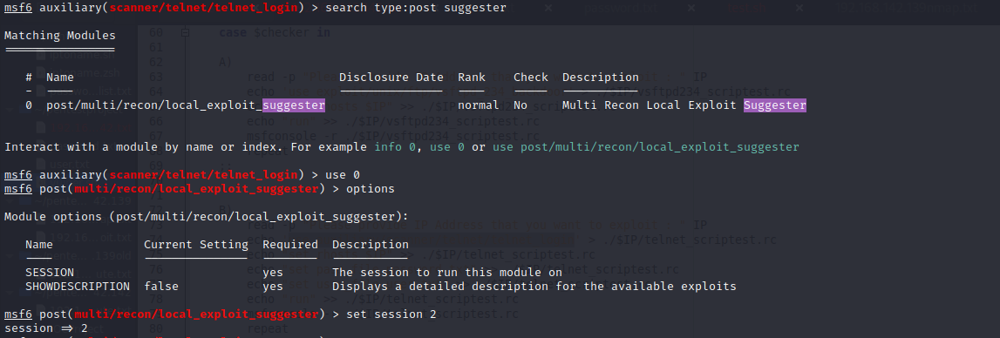 msf6 auxiliary(scanner/telnet/telnet_login) > search type:post suggester
Matching Modules
================
# Name Disclosure Date Rank Check Description
- ---- --------------- ---- ----- -----------
0 post/multi/recon/local_exploit_suggester normal No Multi Recon Local Exploit Suggester
Interact with a module by name or index. For example info 0, use 0 or use post/multi/recon/local_exploit_suggester
msf6 auxiliary(scanner/telnet/telnet_login) > use 0
msf6 post(multi/recon/local_exploit_suggester) > options
Module options (post/multi/recon/local_exploit_suggester):
Name Current Setting Required Description
---- --------------- -------- -----------
SESSION yes The session to run this module on
SHOWDESCRIPTION false yes Displays a detailed description for the available exploits
msf6 post(multi/recon/local_exploit_suggester) > set session 2
session => 2